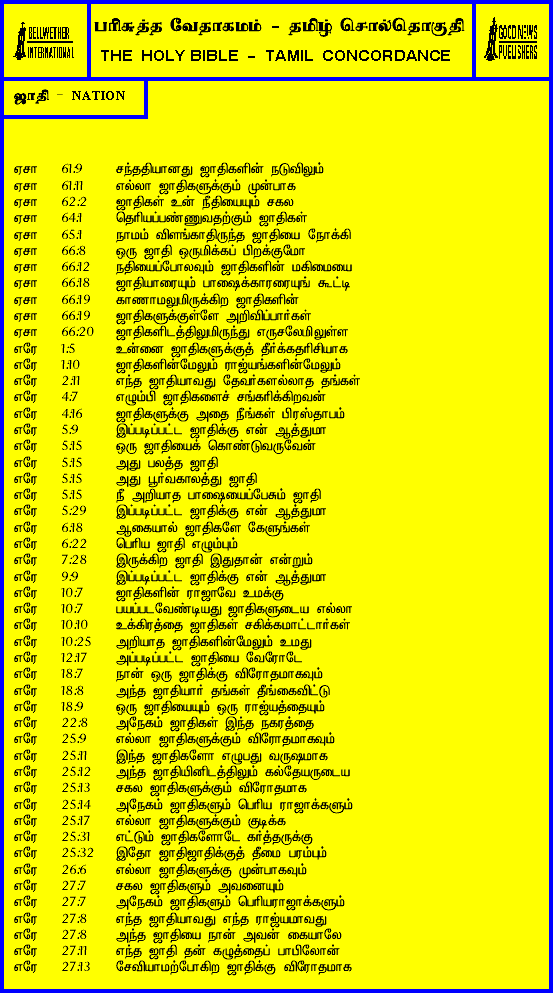 BELLWETHER
INTERNATIONAL
பரிசுத்த வேதாகமம் - தமிழ் சொல்தொகுதி
THE HOLY BIBLE - TAMIL CONCORDANCE
GOOD NEWS
PUBLISHERS
ஜாதி - NATION
ஏசா 61:9 சந்ததியானது ஜாதிகளின் நடுவிலும்
ஏசா 61:11 எல்லா ஜாதிகளுக்கும் முன்பாக
ஏசா 62:2 ஜாதிகள் உன் நீதியையும் சகல
ஏசா 64:1 தெரியப்பண்ணுவதற்கும் ஜாதிகள்
ஏசா 65:1 நாமம் விளங்காதிருந்த ஜாதியை நோக்கி
ஏசா 66:8 ஒரு ஜாதி ஒருமிக்கப் பிறக்குமோ
ஏசா 66:12 நதியைப்போலவும் ஜாதிகளின் மகிமையை
ஏசா 66:18 ஜாதியாரையும் பாஷைக்காரரையுங் கூட்டி
ஏசா 66:19 காணாமலுமிருக்கிற ஜாதிகளின்
ஏசா 66:19 ஜாதிகளுக்குள்ளே அறிவிப்பார்கள்
ஏசா 66:20 ஜாதிகளிடத்திலுமிருந்து எருசலேமிலுள்ள
எரே 1:5 உன்னை ஜாதிகளுக்குத் தீர்க்கதரிசியாக
எரே 1:10 ஜாதிகளின்மேலும் ராஜ்யங்களின்மேலும்
எரே 2:11 எந்த ஜாதியாவது தேவர்களல்லாத தங்கள்
எரே 4:7 எழும்பி ஜாதிகளைச் சங்கரிக்கிறவன்
எரே 4:16 ஜாதிகளுக்கு அதை நீங்கள் பிரஸ்தாபம்
எரே 5:9 இப்படிப்பட்ட ஜாதிக்கு என் ஆத்துமா
எரே 5:15 ஒரு ஜாதியைக் கொண்டுவருவேன்
எரே 5:15 அது பலத்த ஜாதி
எரே 5:15 அது பூர்வகாலத்து ஜாதி
எரே 5:15 நீ அறியாத பாஷையைப்பேசும் ஜாதி
எரே 5:29 இப்படிப்பட்ட ஜாதிக்கு என் ஆத்துமா
எரே 6:18 ஆகையால் ஜாதிகளே கேளுங்கள்
எரே 6:22 பெரிய ஜாதி எழும்பும்
எரே 7:28 இருக்கிற ஜாதி இதுதான் என்றும்
எரே 9:9 இப்படிப்பட்ட ஜாதிக்கு என் ஆத்துமா
எரே 10:7 ஜாதிகளின் ராஜாவே உமக்கு
எரே 10:7 பயப்படவேண்டியது ஜாதிகளுடைய எல்லா
எரே 10:10 உக்கிரத்தை ஜாதிகள் சகிக்கமாட்டார்கள்
எரே 10:25 அறியாத ஜாதிகளின்மேலும் உமது
எரே 12:17 அப்படிப்பட்ட ஜாதியை வேரோடே
எரே 18:7 நான் ஒரு ஜாதிக்கு விரோதமாகவும்
எரே 18:8 அந்த ஜாதியார் தங்கள் தீங்கைவிட்டு
எரே 18:9 ஒரு ஜாதியையும் ஒரு ராஜ்யத்தையும்
எரே 22:8 அநேகம் ஜாதிகள் இந்த நகரத்தை
எரே 25:9 எல்லா ஜாதிகளுக்கும் விரோதமாகவும்
எரே 25:11 இந்த ஜாதிகளோ எழுபது வருஷமாக
எரே 25:12 அந்த ஜாதியினிடத்திலும் கல்தேயருடைய
எரே 25:13 சகல ஜாதிகளுக்கும் விரோதமாக
எரே 25:14 அநேகம் ஜாதிகளும் பெரிய ராஜாக்களும்
எரே 25:17 எல்லா ஜாதிகளுக்கும் குடிக்க
எரே 25:31 எட்டும் ஜாதிகளோடே கர்த்தருக்கு
எரே 25:32 இதோ ஜாதிஜாதிக்குத் தீமை பரம்பும்
எரே 26:6 எல்லா ஜாதிகளுக்கு முன்பாகவும்
எரே 27:7 சகல ஜாதிகளும் அவனையும்
எரே 27:7 அநேகம் ஜாதிகளும் பெரியராஜாக்களும்
எரே 27:8 எந்த ஜாதியாவது எந்த ராஜ்யமாவது
எரே 27:8 அந்த ஜாதியை நான் அவன் கையாலே
எரே 27:11 எந்த ஜாதி தன் கழுத்தைப் பாபிலோன்
எரே 27:13 சேவியாமற்போகிற ஜாதிக்கு விரோதமாக